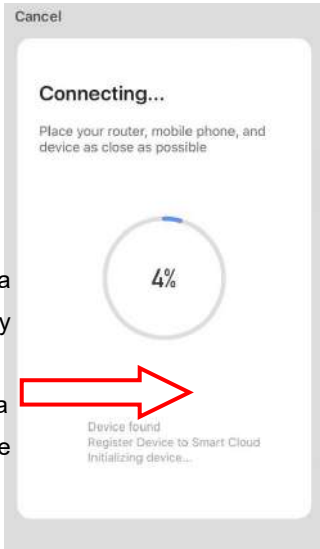 Cancel
Connecting...
Place your router, mobile phone, and
device as close as possible
4%
a
y
a
e
Device found
Register Device to Smart Cloud
Initializing device...